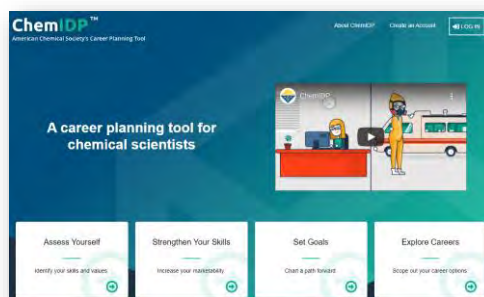 ChemIDP™
American Chemical Society's Career Planning Tool
About ChemIDP
Create an Account
LOG IN
ChemIDP
A career planning tool for
chemical scientists
Assess Yourself
Identify your skills and values
Strengthen Your Skills
Increase your marketability
Set Goals
Chart a path forward
Explore Careers
Scope out your career options